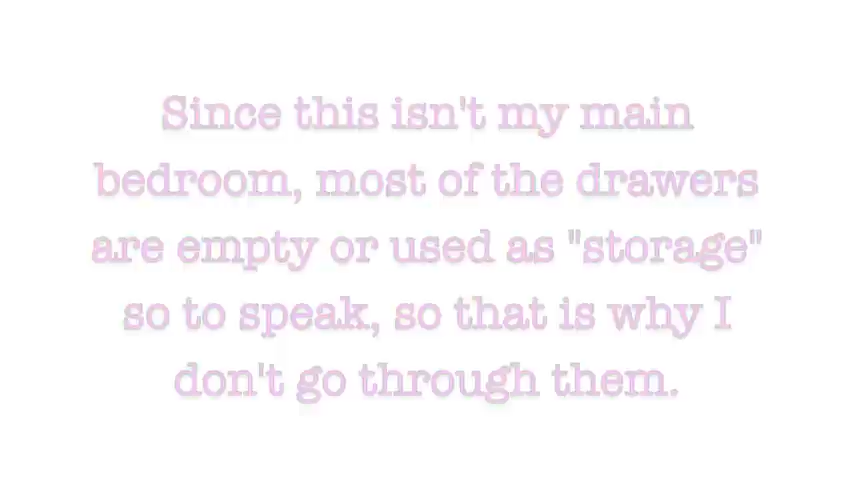 Since this isn't my main
bedroom, most of the drawers
are empty or used as "storage"
so to speak, so that is why I
don't go through them.